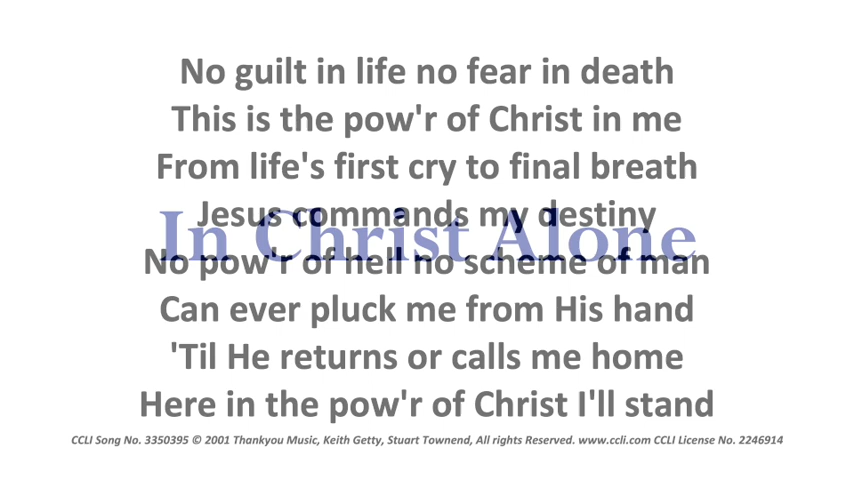 No guilt in life no fear in death
This is the pow'r of Christ in me
From life's first cry to final breath
Jesus commands my destiny
In Christ Alone
No pow'r of hell no scheme of man
Can ever pluck me from His hand
'Til He returns or calls me home
Here in the pow'r of Christ I'll stand
CCLI Song No. 3350395 © 2001 Thankyou Music, Keith Getty, Stuart Townend, All rights Reserved. www.ccli.com CCLI License No. 2246914